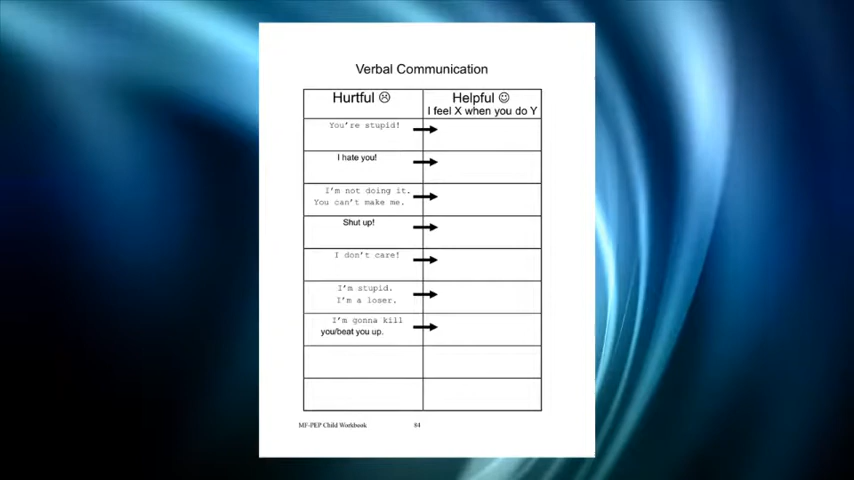 Verbal Communication
Hurtful ☹
Helpful ☺
I feel X when you do Y
You're stupid!
I hate you!
I'm not doing it.
You can't make me.
Shut up!
I don't care!
I'm stupid.
I'm a loser.
I'm gonna kill
you/beat you up.
MF-PEP Child Workbook 84